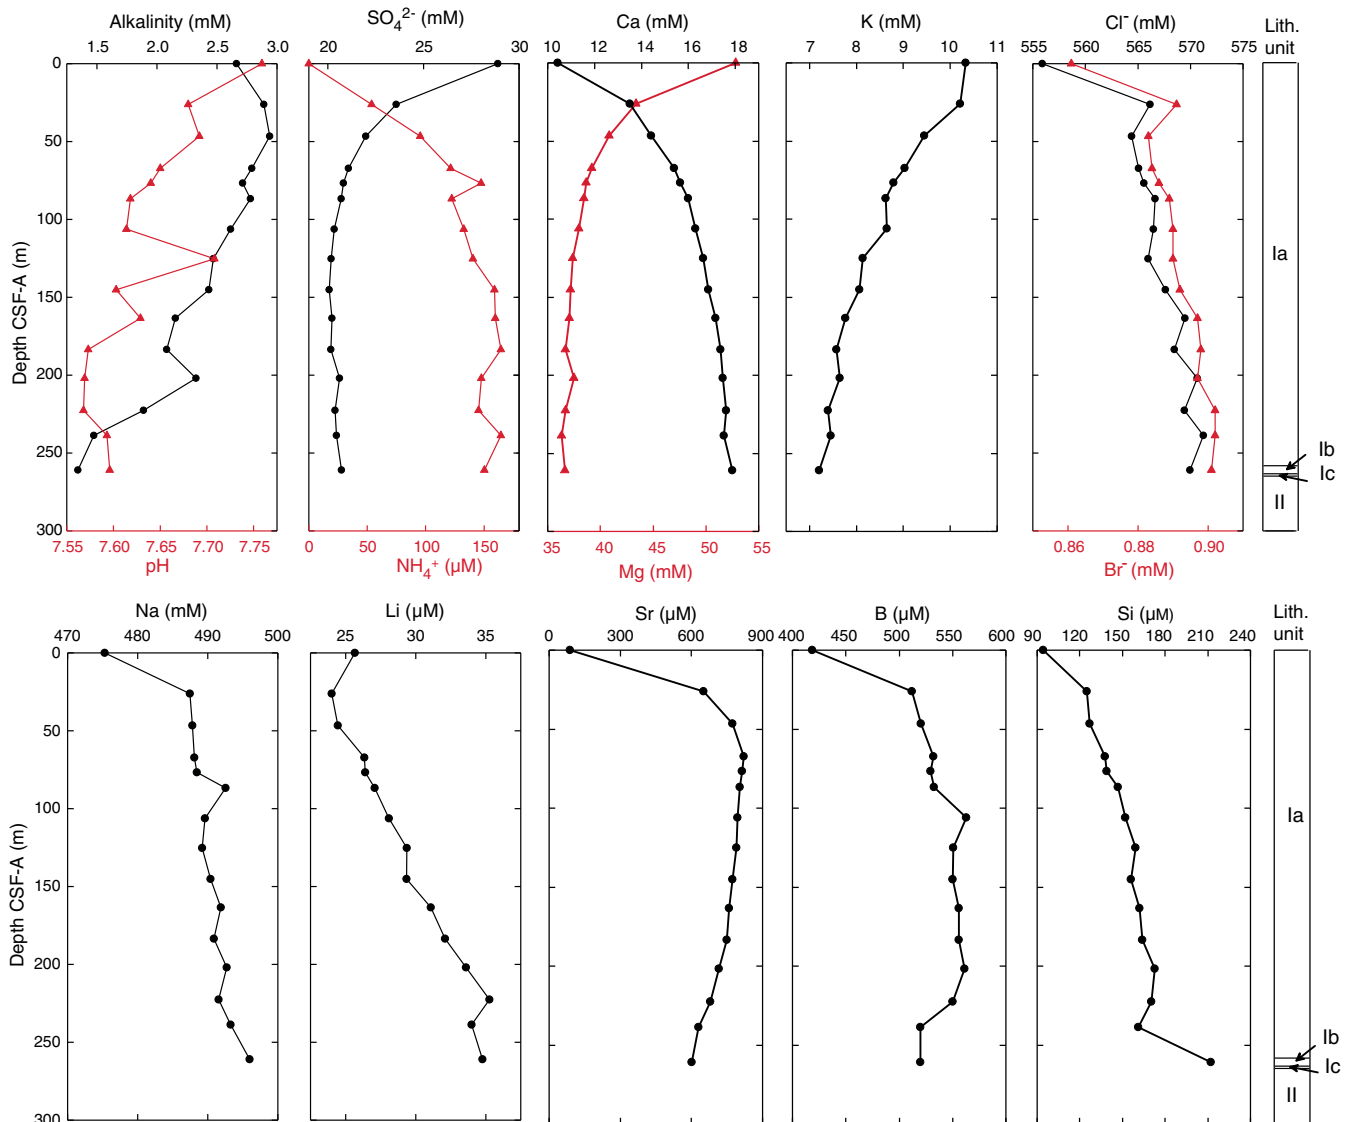 Alkalinity (mM) SO₄²⁻ (mM) Ca (mM) K (mM) Cl⁻ (mM) Lith. unit
1.5 2.0 2.5 3.0 20 25 30 10 12 14 16 18 7 8 9 10 11 555 560 565 570 575
0
50
100
150
200
250
300
Depth CSF-A (m)
Ia
Ib
Ic
II
7.55 7.60 7.65 7.70 7.75 0 50 100 150 35 40 45 50 55 0.86 0.88 0.90
pH NH₄⁺ (µM) Mg (mM) Br⁻ (mM)
Na (mM) Li (µM) Sr (µM) B (µM) Si (µM) Lith. unit
470 480 490 500 25 30 35 0 300 600 900 400 450 500 550 600 90 120 150 180 210 240
0
50
100
150
200
250
300
Depth CSF-A (m)
Ia
Ib
Ic
II